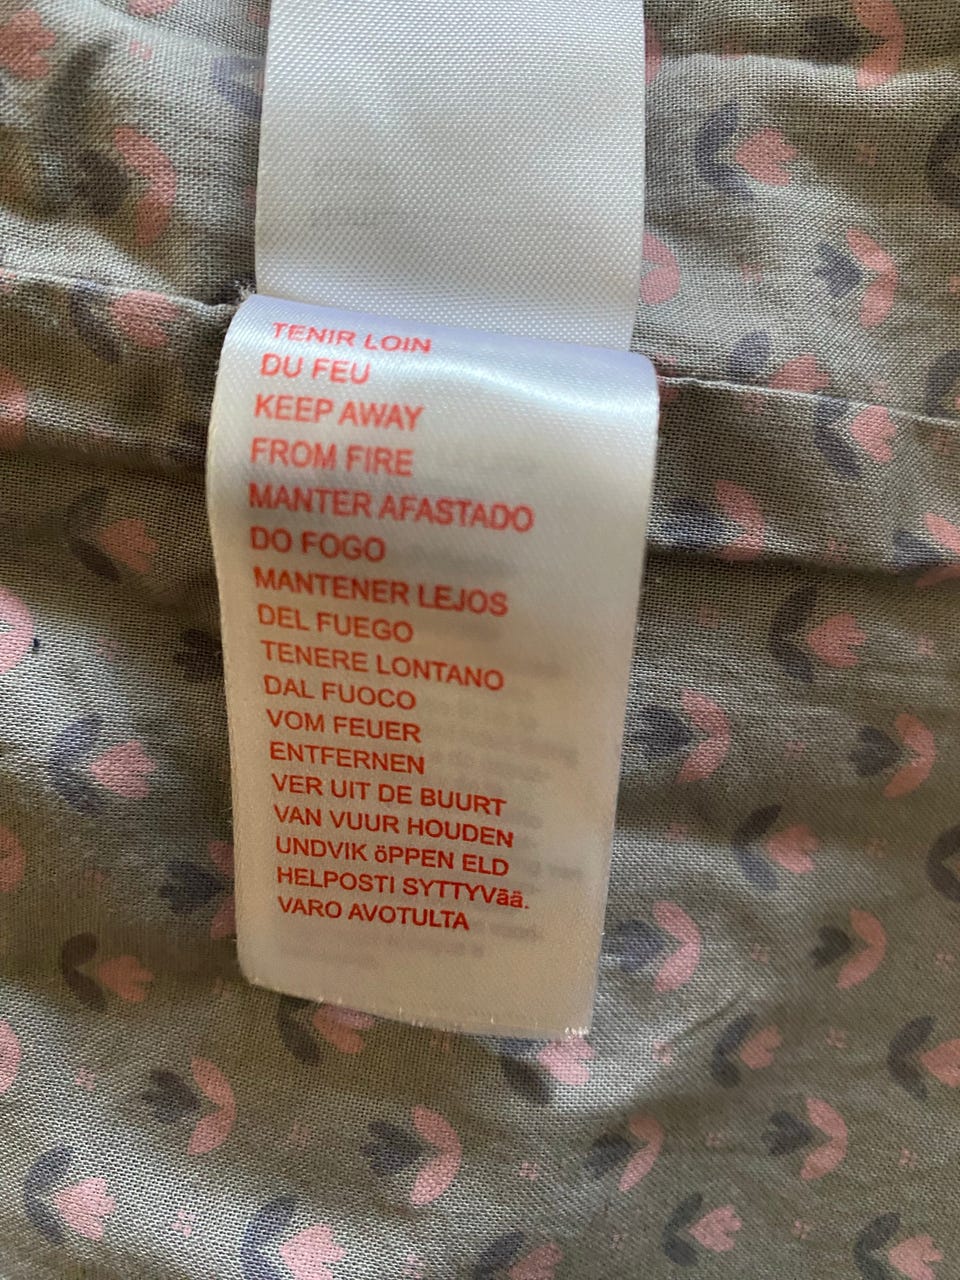 TENIR LOIN
DU FEU
KEEP AWAY
FROM FIRE
MANTER AFASTADO
DO FOGO
MANTENER LEJOS
DEL FUEGO
TENERE LONTANO
DAL FUOCO
VOM FEUER
ENTFERNEN
VER UIT DE BUURT
VAN VUUR HOUDEN
UNDVIK öPPEN ELD
HELPOSTI SYTTYVää.
VARO AVOTULTA